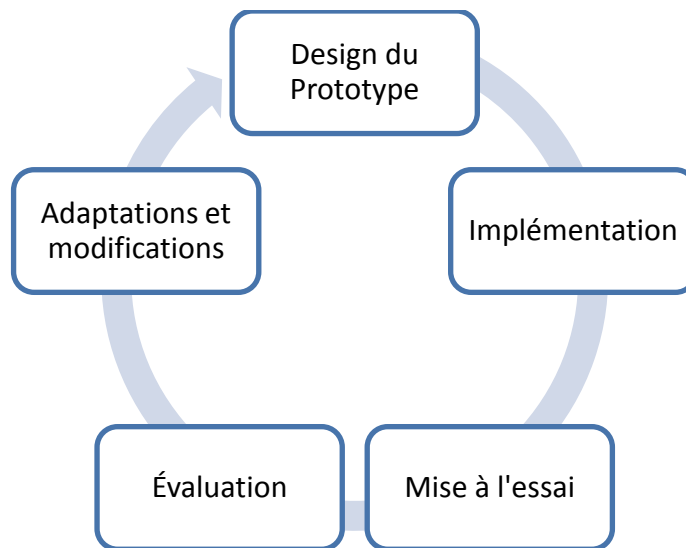 Design du
Prototype
Implémentation
Mise à l'essai
Évaluation
Adaptations et
modifications